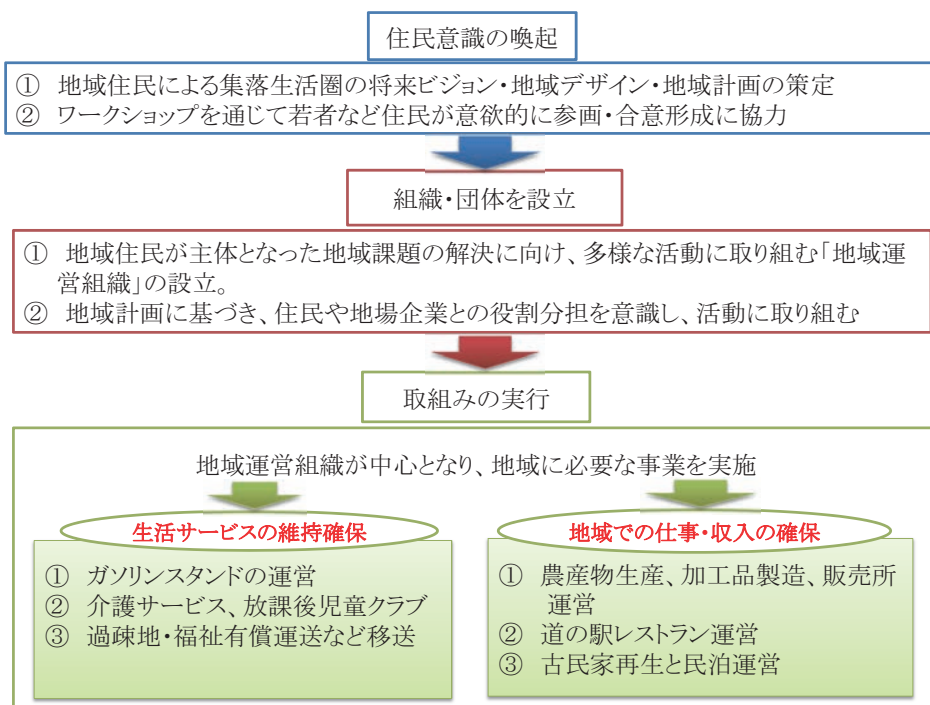 住民意識の喚起
① 地域住民による集落生活圏の将来ビジョン・地域デザイン・地域計画の策定
② ワークショップを通じて若者など住民が意欲的に参画・合意形成に協力
組織・団体を設立
① 地域住民が主体となった地域課題の解決に向け、多様な活動に取り組む「地域運
営組織」の設立。
② 地域計画に基づき、住民や地場企業との役割分担を意識し、活動に取り組む
取組みの実行
地域運営組織が中心となり、地域に必要な事業を実施
生活サービスの維持確保
① ガソリンスタンドの運営
② 介護サービス、放課後児童クラブ
③ 過疎地・福祉有償運送など移送
地域での仕事・収入の確保
① 農産物生産、加工品製造、販売所
運営
② 道の駅レストラン運営
③ 古民家再生と民泊運営